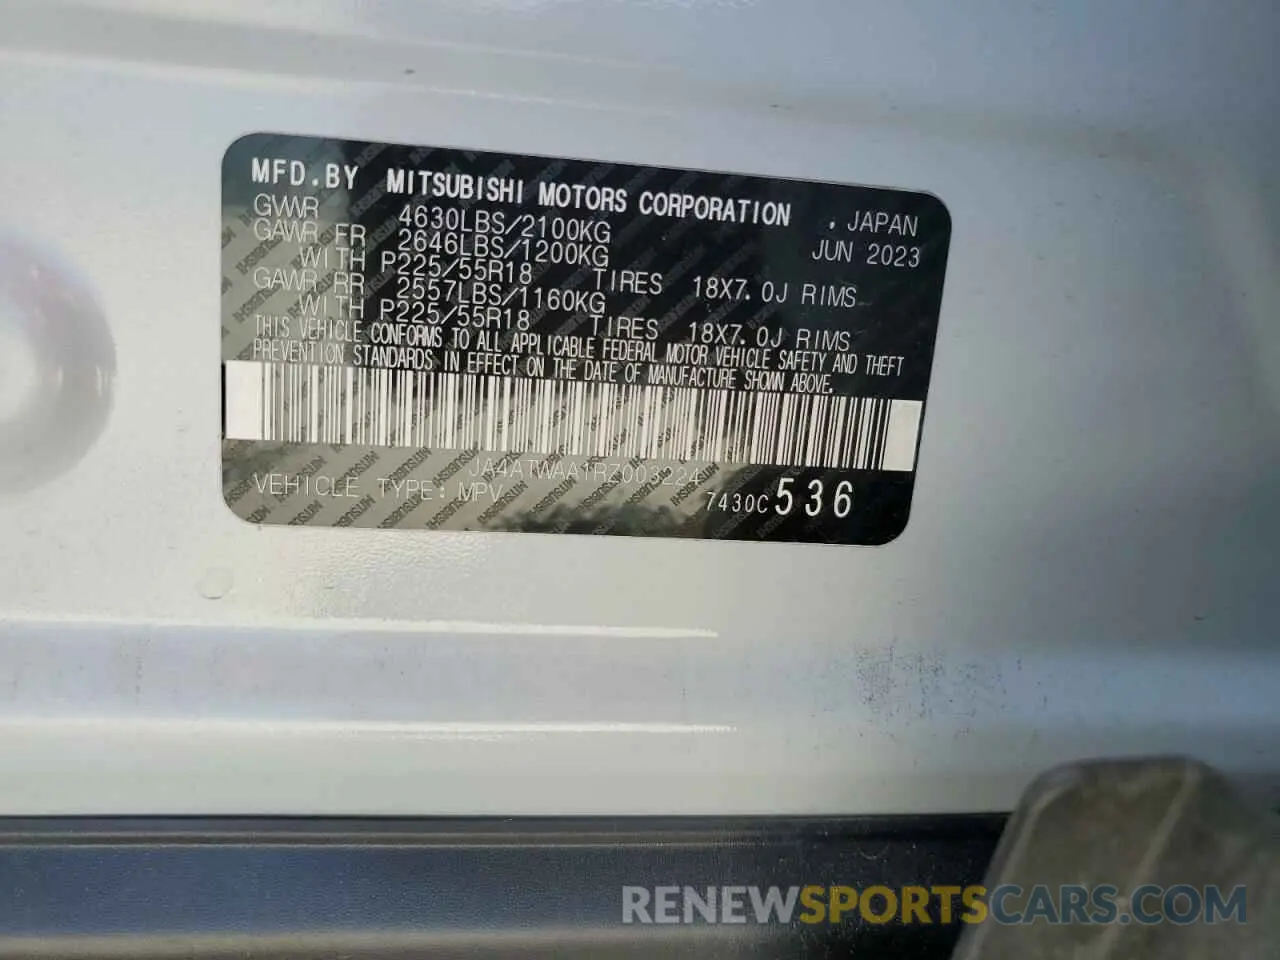 MFD.BY MITSUBISHI MOTORS CORPORATION
. JAPAN
GVWR 4630LBS/2100KG
JUN 2023
GAWR FR 2646LBS/1200KG
WITH P225/55R18 TIRES 18X7.0J RIMS
GAWR RR 2557LBS/1160KG
WITH P225/55R18 TIRES 18X7.0J RIMS
THIS VEHICLE CONFORMS TO ALL APPLICABLE FEDERAL MOTOR VEHICLE SAFETY AND THEFT
PREVENTION STANDARDS IN EFFECT ON THE DATE OF MANUFACTURE SHOWN ABOVE.
JA4ATWAA1RZ003224
VEHICLE TYPE: MPV
7430C 536
RENEWSPORTSCARS.COM